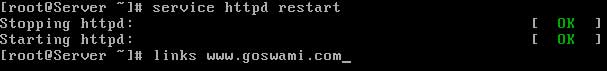 [root@Server ~]# service httpd restart
Stopping httpd: [  OK  ]
Starting httpd: [  OK  ]
[root@Server ~]# links www.goswami.com_